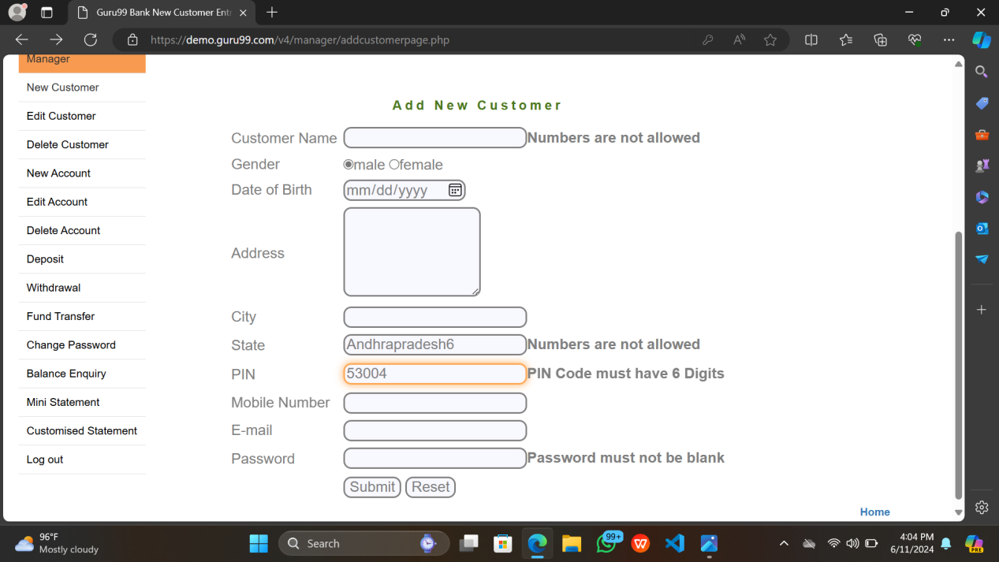 Guru99 Bank New Customer Entr
https://demo.guru99.com/v4/manager/addcustomerpage.php
Manager
New Customer
Edit Customer
Delete Customer
New Account
Edit Account
Delete Account
Deposit
Withdrawal
Fund Transfer
Change Password
Balance Enquiry
Mini Statement
Customised Statement
Log out
Add New Customer
Customer Name Numbers are not allowed
Gender male female
Date of Birth mm/dd/yyyy
Address
City
State Andhrapradesh6 Numbers are not allowed
PIN 53004 PIN Code must have 6 Digits
Mobile Number
E-mail
Password Password must not be blank
Submit Reset
Home
96°F
Mostly cloudy
Search
99+
4:04 PM
6/11/2024
PRE